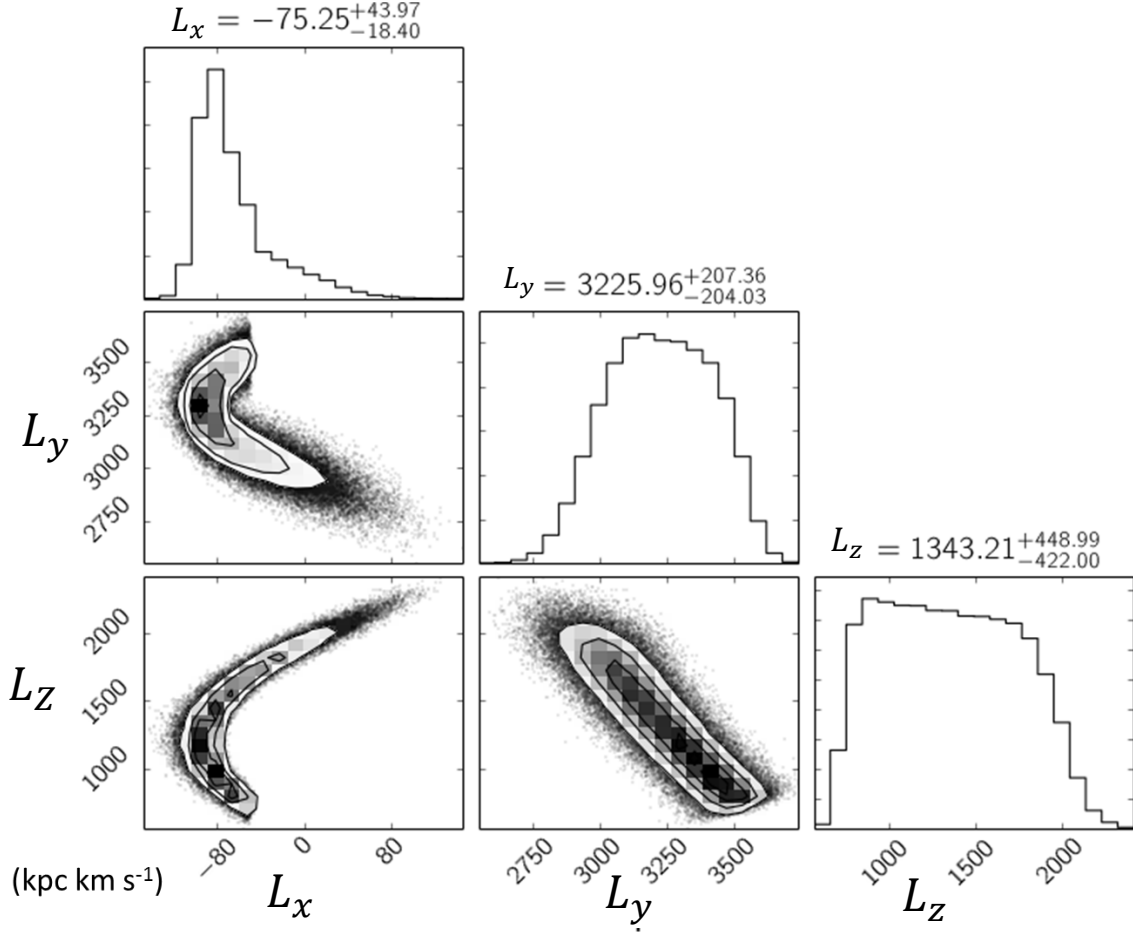 L_x = −75.25^{+43.97}_{−18.40}
L_y = 3225.96^{+207.36}_{−204.03}
3500
3250
3000
2750
L_y
L_z = 1343.21^{+448.99}_{−422.00}
2000
1500
1000
L_Z
−80 0 80
2750 3000 3250 3500
1000 1500 2000
(kpc km s⁻¹)
L_x
L_y
L_z